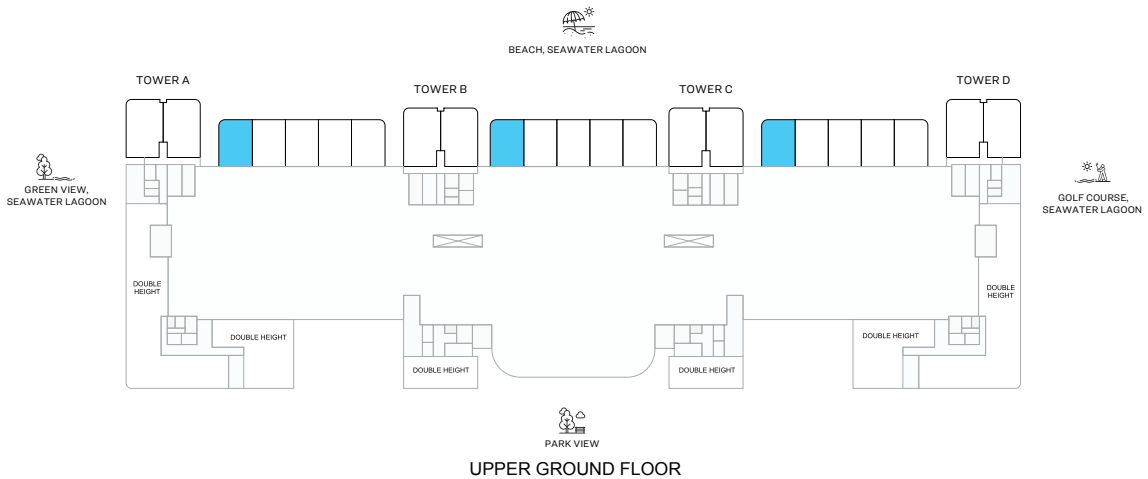 BEACH, SEAWATER LAGOON
TOWER A
TOWER B
TOWER C
TOWER D
GREEN VIEW,
SEAWATER LAGOON
GOLF COURSE,
SEAWATER LAGOON
DOUBLE
HEIGHT
DOUBLE
HEIGHT
DOUBLE HEIGHT
DOUBLE HEIGHT
DOUBLE HEIGHT
DOUBLE HEIGHT
PARK VIEW
UPPER GROUND FLOOR